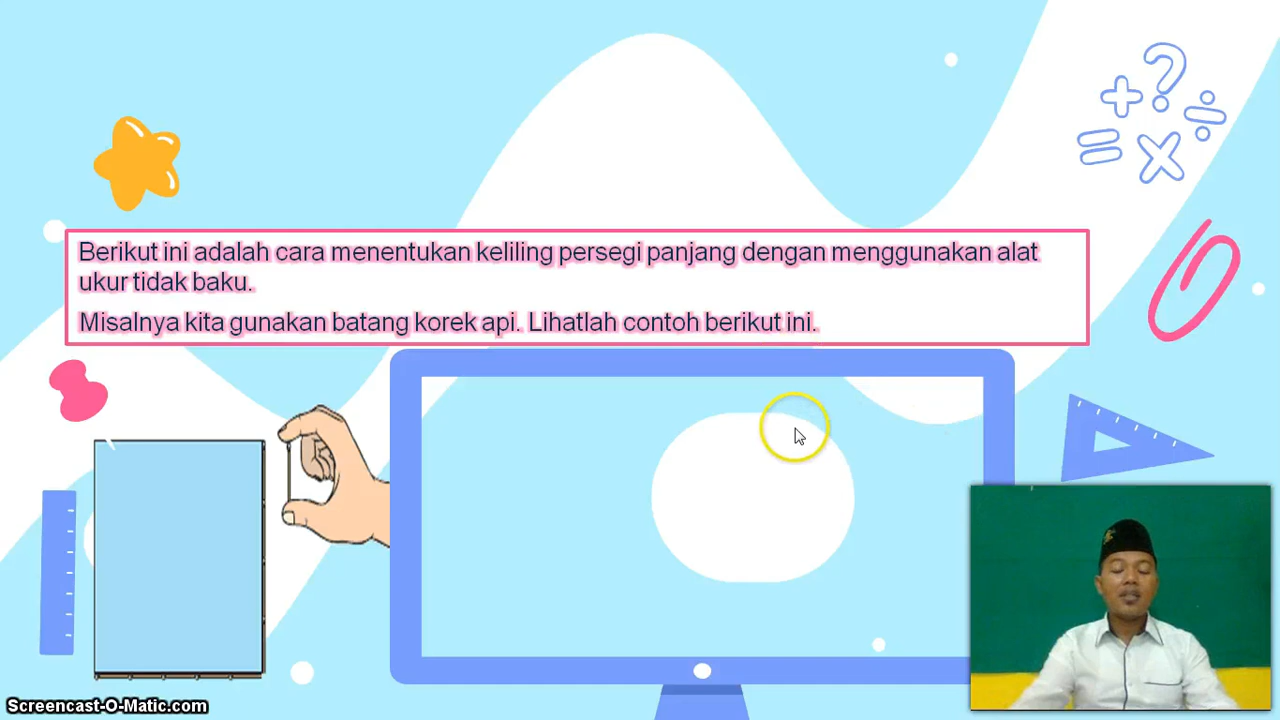 Berikut ini adalah cara menentukan keliling persegi panjang dengan menggunakan alat
ukur tidak baku.
Misalnya kita gunakan batang korek api. Lihatlah contoh berikut ini.
Screencast-O-Matic.com